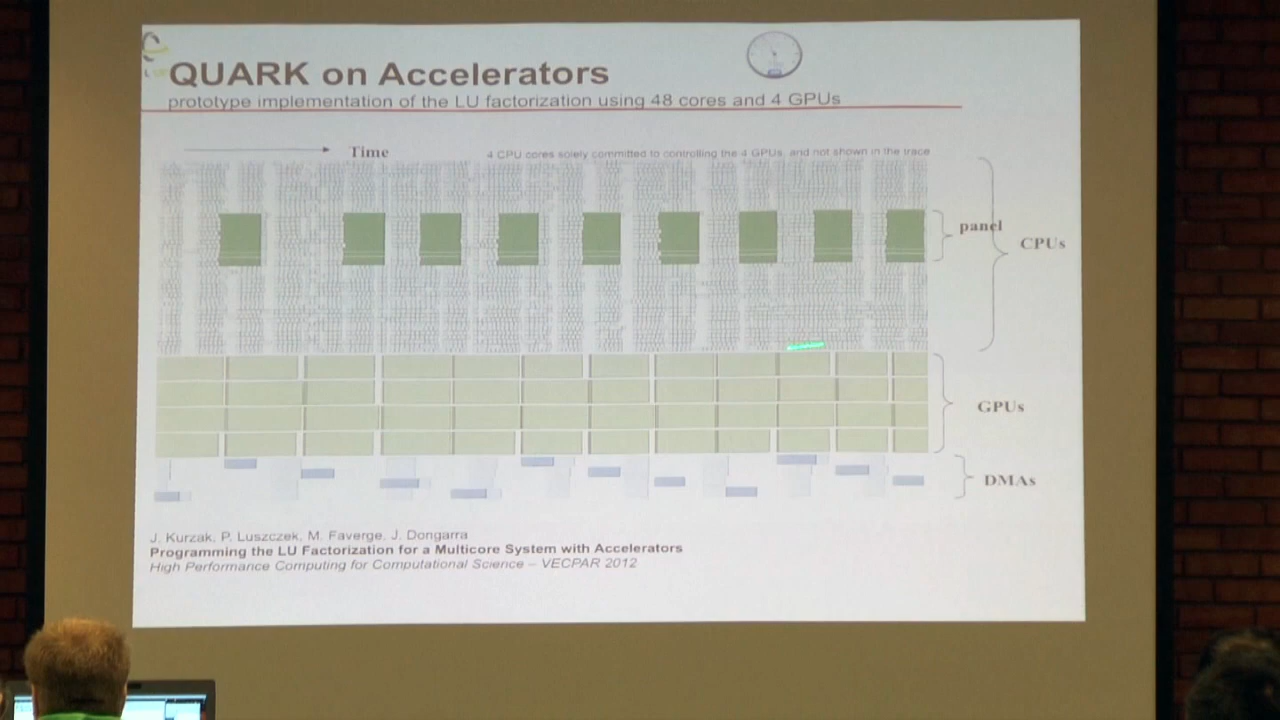 QUARK on Accelerators
prototype implementation of the LU factorization using 48 cores and 4 GPUs
Time
4 CPU cores solely committed to controlling the 4 GPUs, and not shown in the trace
panel
CPUs
GPUs
DMAs
J. Kurzak, P. Luszczek, M. Faverge, J. Dongarra
Programming the LU Factorization for a Multicore System with Accelerators
High Performance Computing for Computational Science – VECPAR 2012